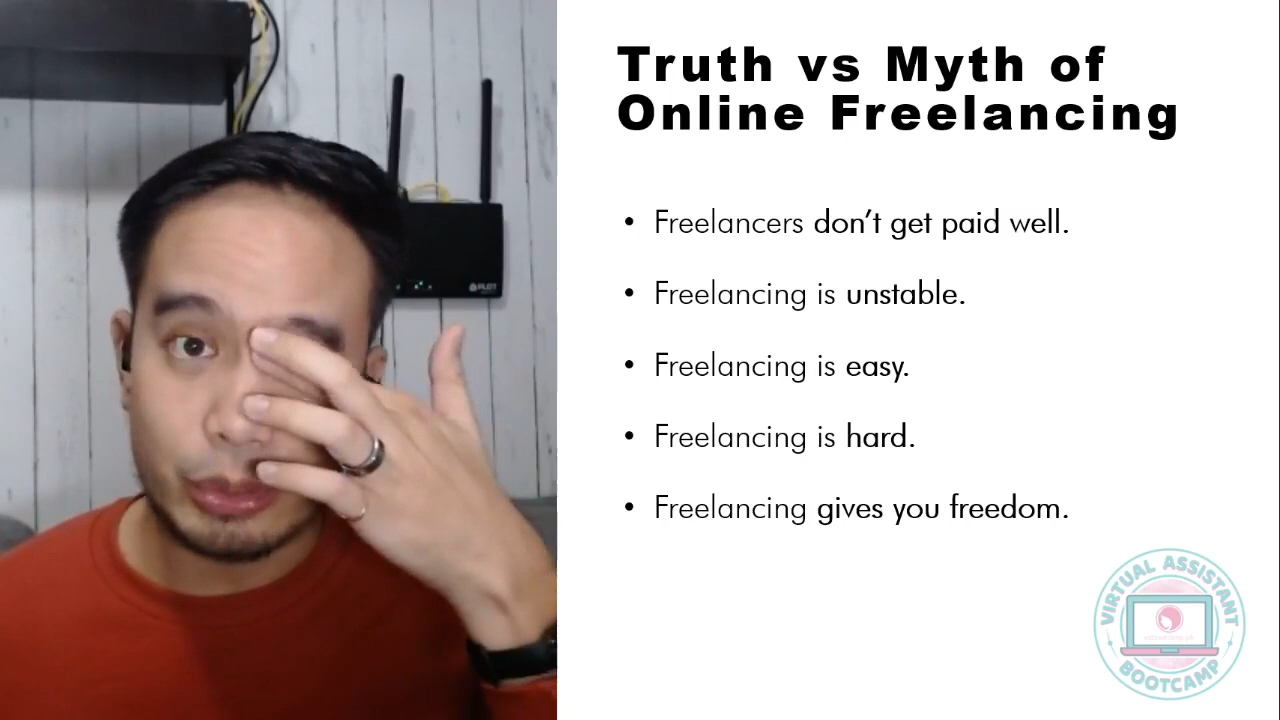 Truth vs Myth of
Online Freelancing
• Freelancers don't get paid well.
• Freelancing is unstable.
• Freelancing is easy.
• Freelancing is hard.
• Freelancing gives you freedom.
VIRTUAL ASSISTANT
BOOTCAMP
PLDT